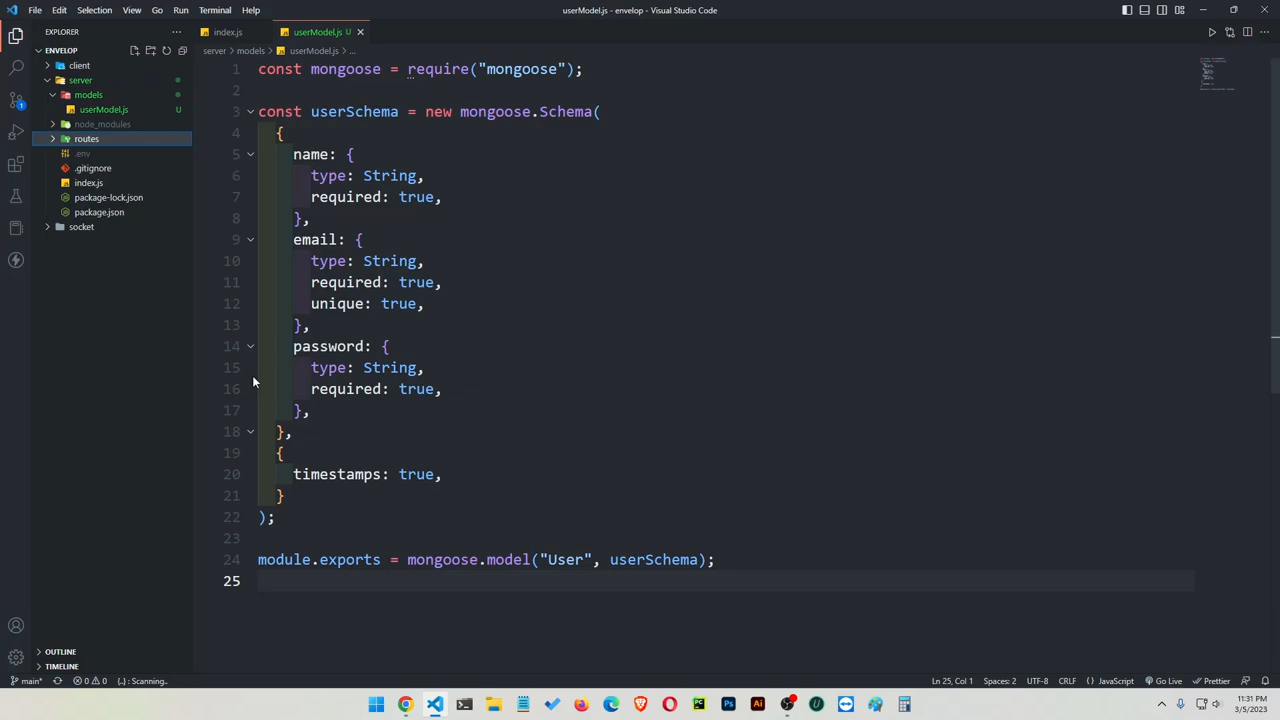 File Edit Selection View Go Run Terminal Help
userModel.js - envelop - Visual Studio Code
EXPLORER
index.js
userModel.js U
ENVELOP
client
server
models
userModel.js U
node_modules
routes
.env
.gitignore
index.js
package-lock.json
package.json
socket
OUTLINE
TIMELINE
1
server > models > userModel.js > ...
1 const mongoose = require("mongoose");
2
3 const userSchema = new mongoose.Schema(
4 {
5 name: {
6 type: String,
7 required: true,
8 },
9 email: {
10 type: String,
11 required: true,
12 unique: true,
13 },
14 password: {
15 type: String,
16 required: true,
17 },
18 },
19 {
20 timestamps: true,
21 }
22 );
23
24 module.exports = mongoose.model("User", userSchema);
25
main* 0 0 Scanning.. Ln 25, Col 1 Spaces: 2 UTF-8 CRLF {} JavaScript Go Live Prettier
PC Ps Ai U
11:31 PM
3/5/2023